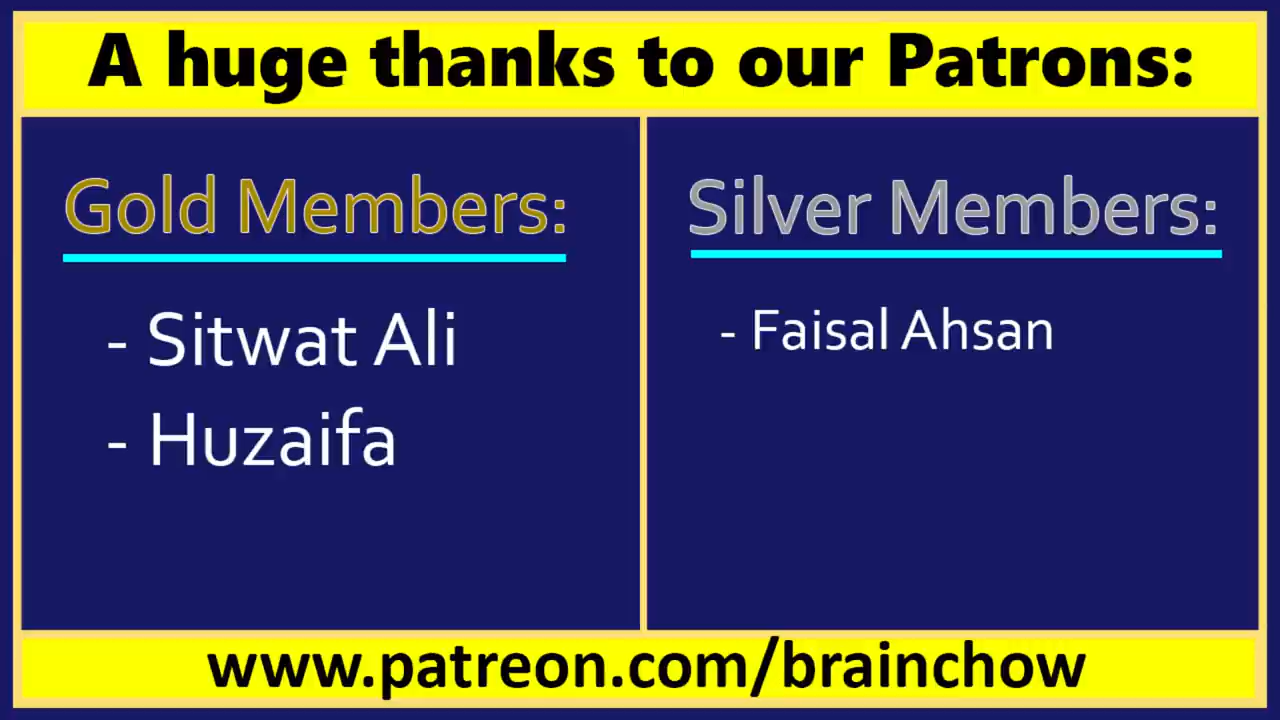 A huge thanks to our Patrons:
Gold Members:
- Sitwat Ali
- Huzaifa
Silver Members:
- Faisal Ahsan
www.patreon.com/brainchow